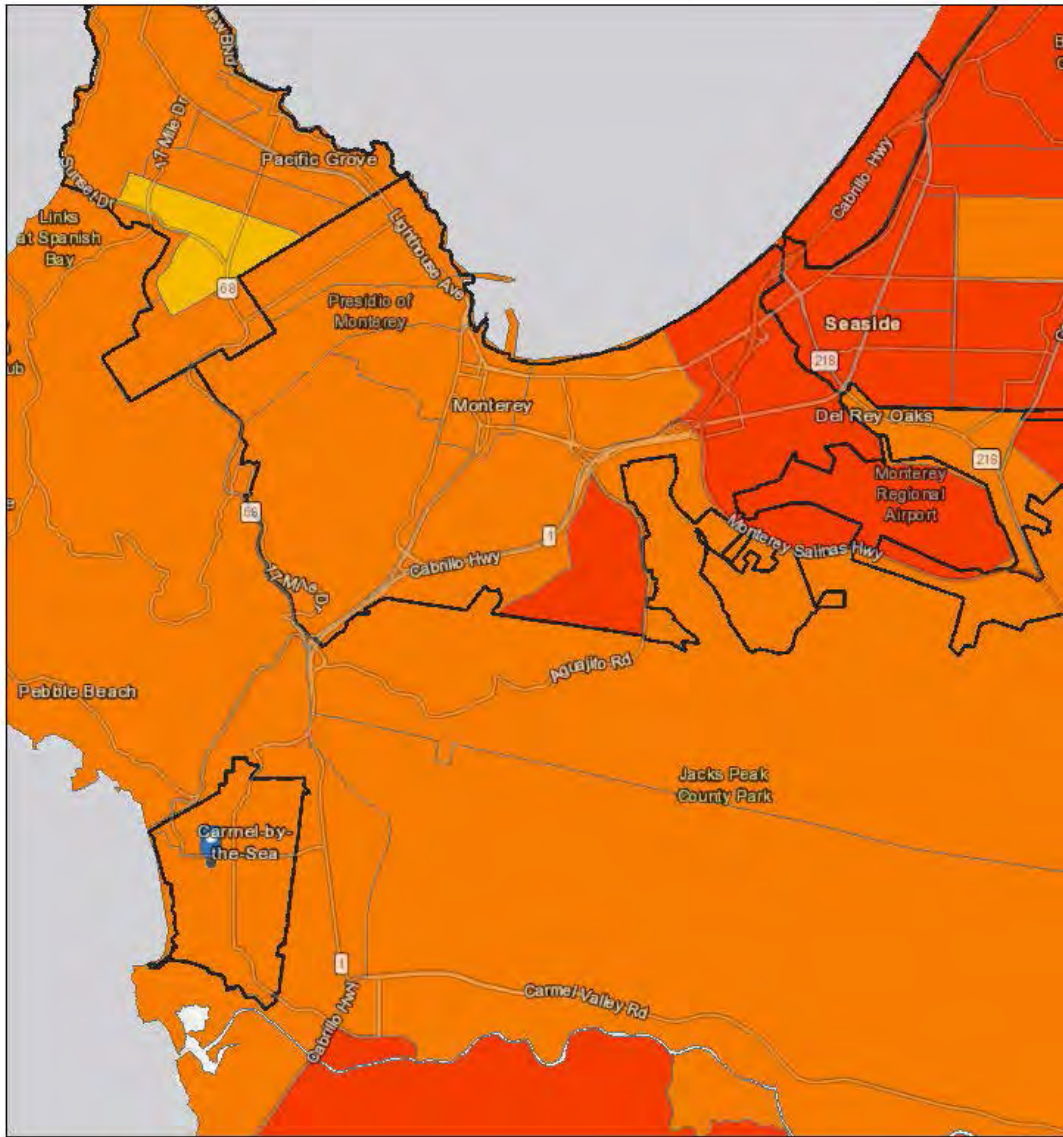 View Blvd
17 Mile Dr
Sunset Dr
Pacific Grove
Links
at Spanish
Bay
Lighthouse Ave
68
Presidio of
Monterey
Cabrillo Hwy
Seaside
218
Monterey
Del Rey Oaks
218
Monterey
Regional
Airport
68
1
Monterey Salinas Hwy
Cabrillo Hwy
17 Mile Dr
Aguajito Rd
Pebble Beach
Jacks Peak
County Park
Carmel-by-
the-Sea
1
Carmel Valley Rd
Cabrillo Hwy